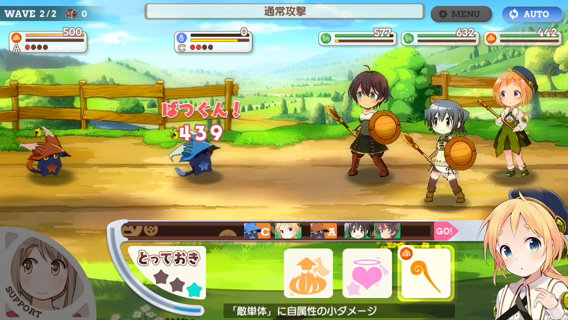 WAVE 2/2 0
通常攻撃
MENU
AUTO
500
A
0
C
577
632
442
ばつぐん!
439
C
A
GO!
とっておき
SUPPORT
「敵単体」に自属性の小ダメージ